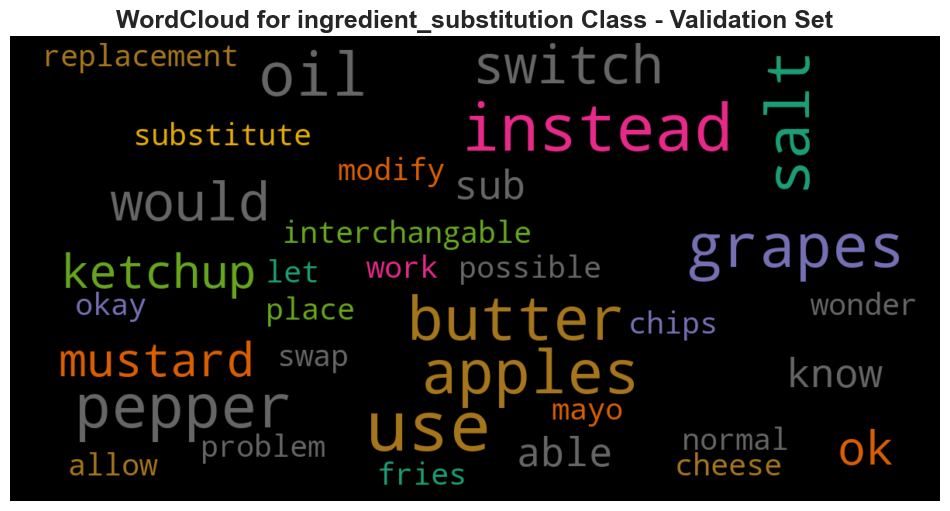 WordCloud for ingredient_substitution Class - Validation Set
replacement
oil
switch
salt
instead
substitute
modify
sub
would
interchangable
grapes
ketchup
let
work
possible
okay
place
butter
chips
wonder
mustard
swap
apples
know
pepper
use
mayo
problem
able
normal
ok
allow
fries
cheese